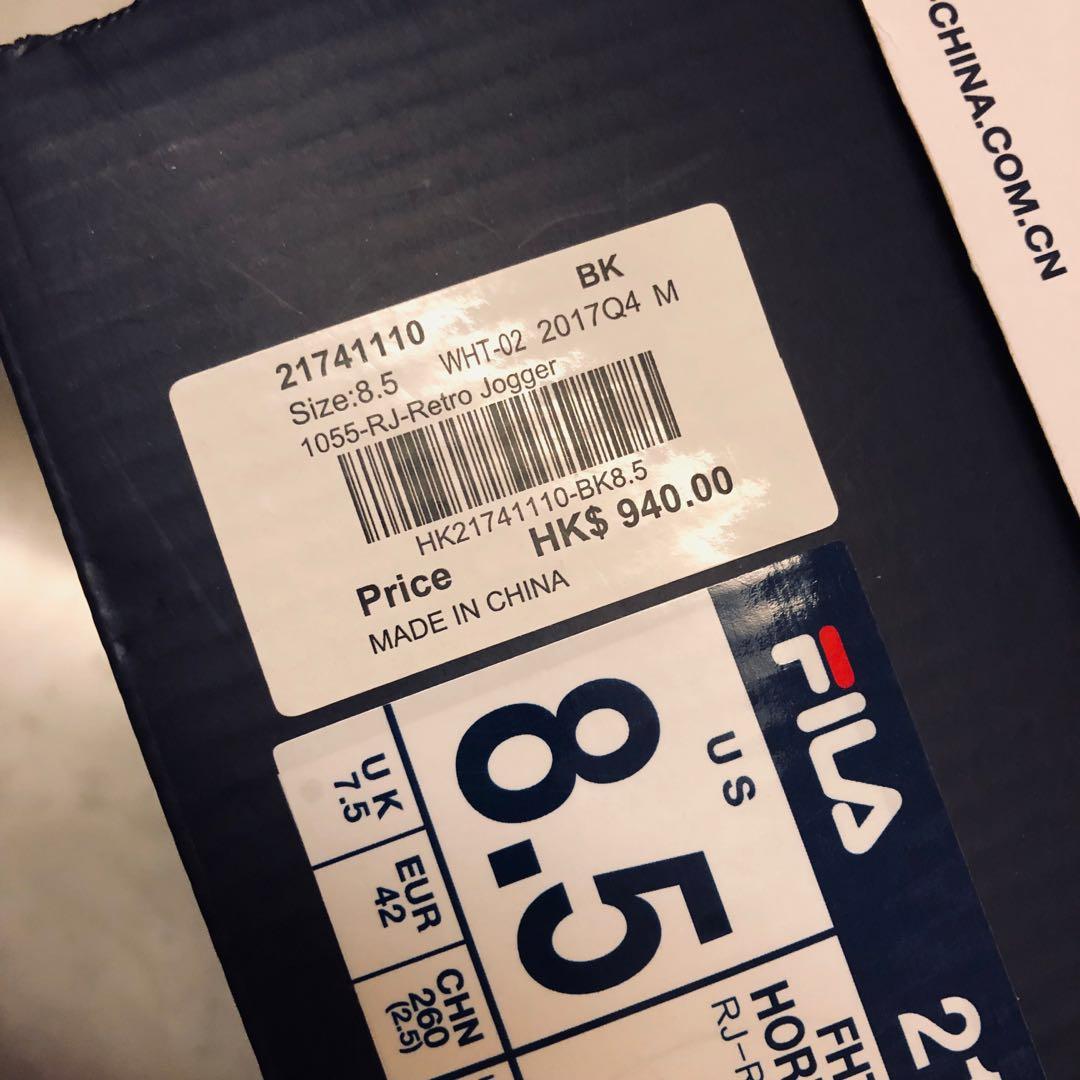 CHINA.COM.CN
BK
21741110
WHT-02 2017Q4 M
Size:8.5
1055-RJ-Retro Jogger
HK21741110-BK8.5
HK$ 940.00
Price
MADE IN CHINA
FILA
US
8.5
UK
7.5
EUR
42
CHN
260
(2.5)